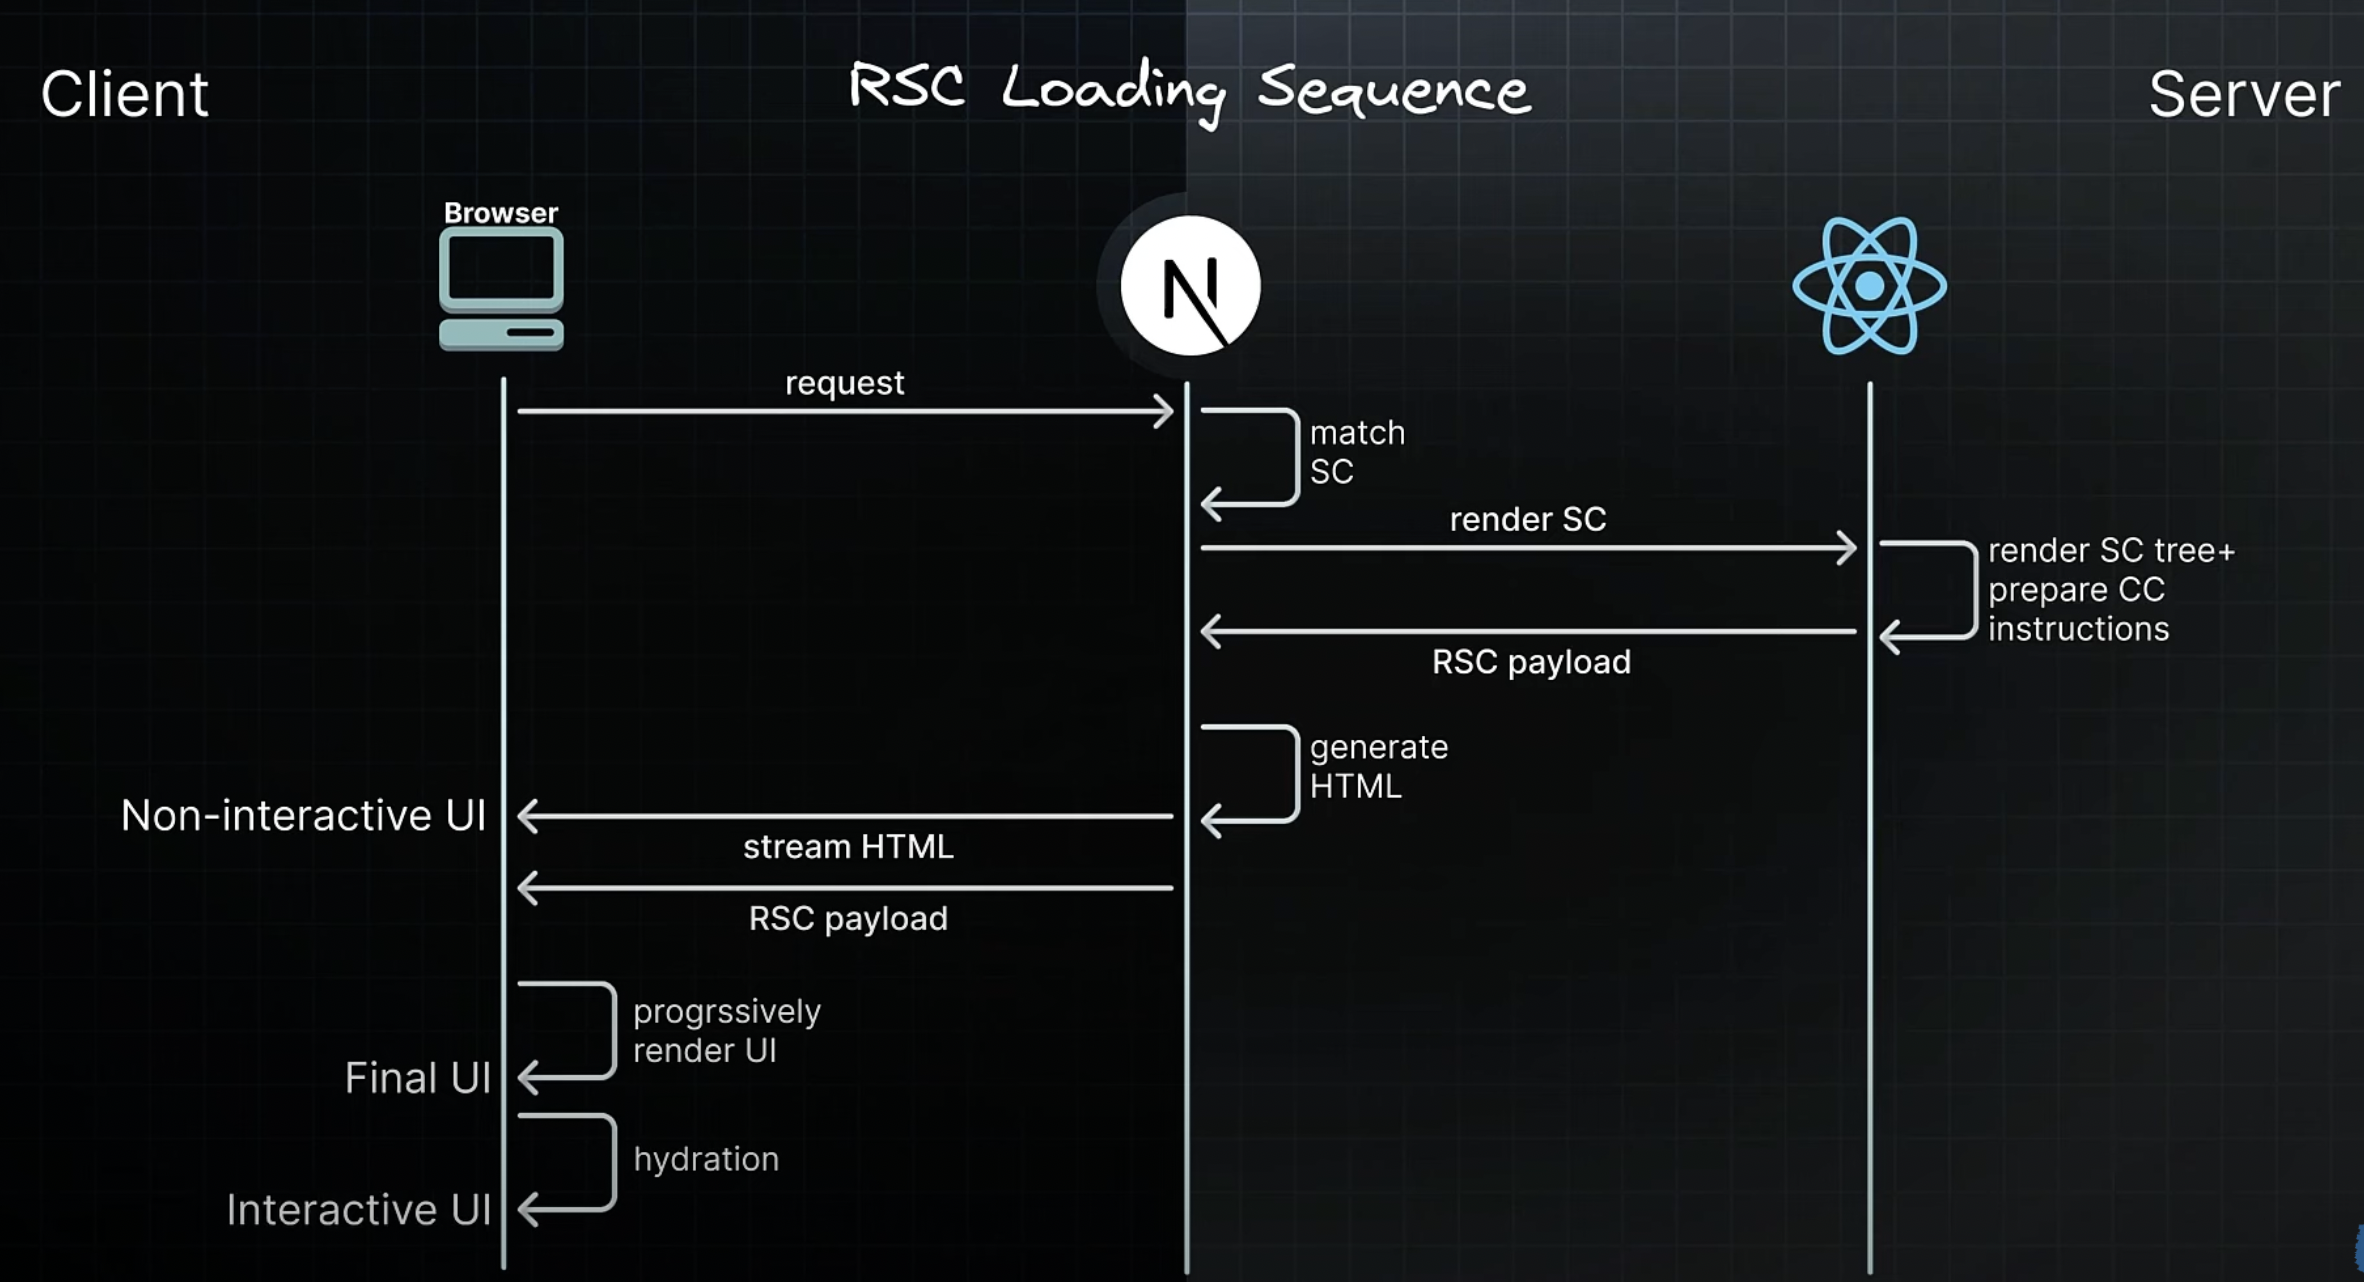 Client
RSC Loading Sequence
Server
Browser
request
match
SC
render SC
render SC tree+
prepare CC
instructions
RSC payload
generate
HTML
Non-interactive UI
stream HTML
RSC payload
progrssively
render UI
Final UI
hydration
Interactive UI